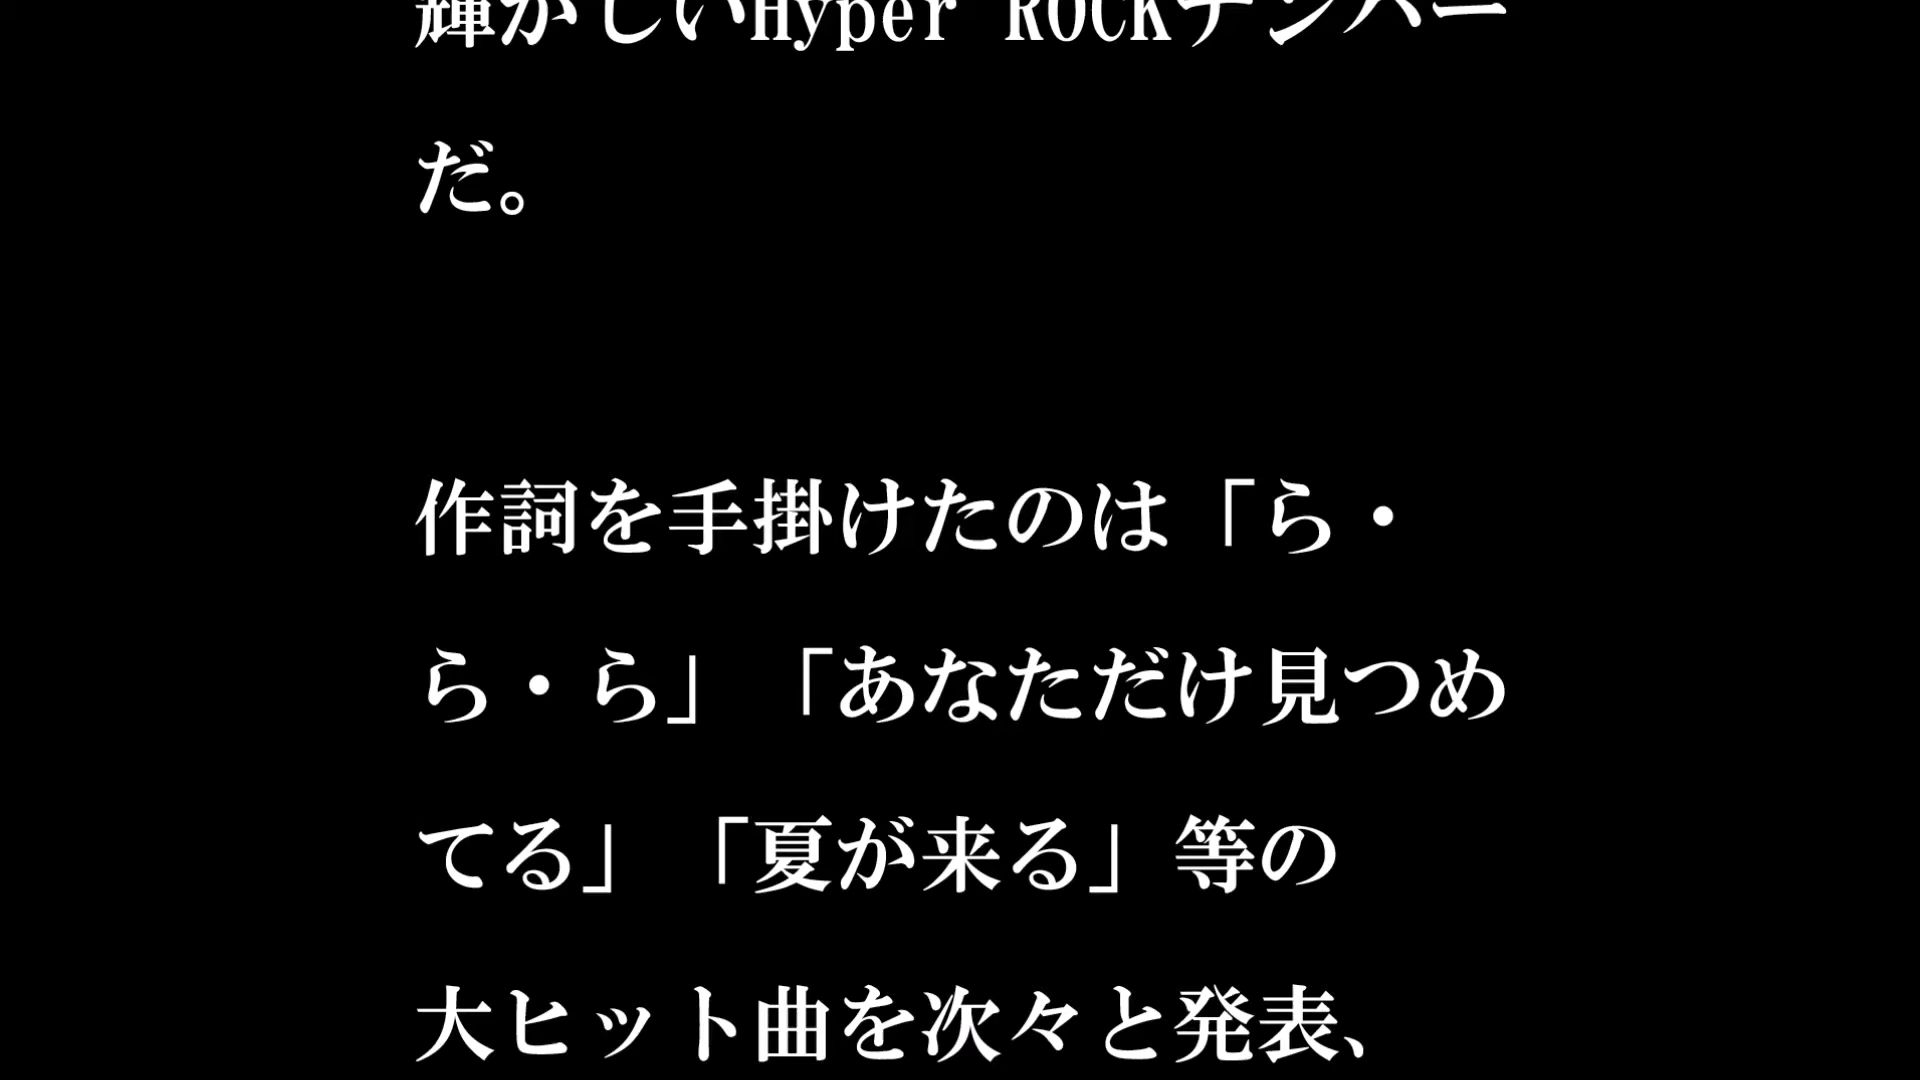 輝かしいHyper ROCKナンバー
だ。
作詞を手掛けたのは「ら・
ら・ら」「あなただけ見つめ
てる」「夏が来る」等の
大ヒット曲を次々と発表、